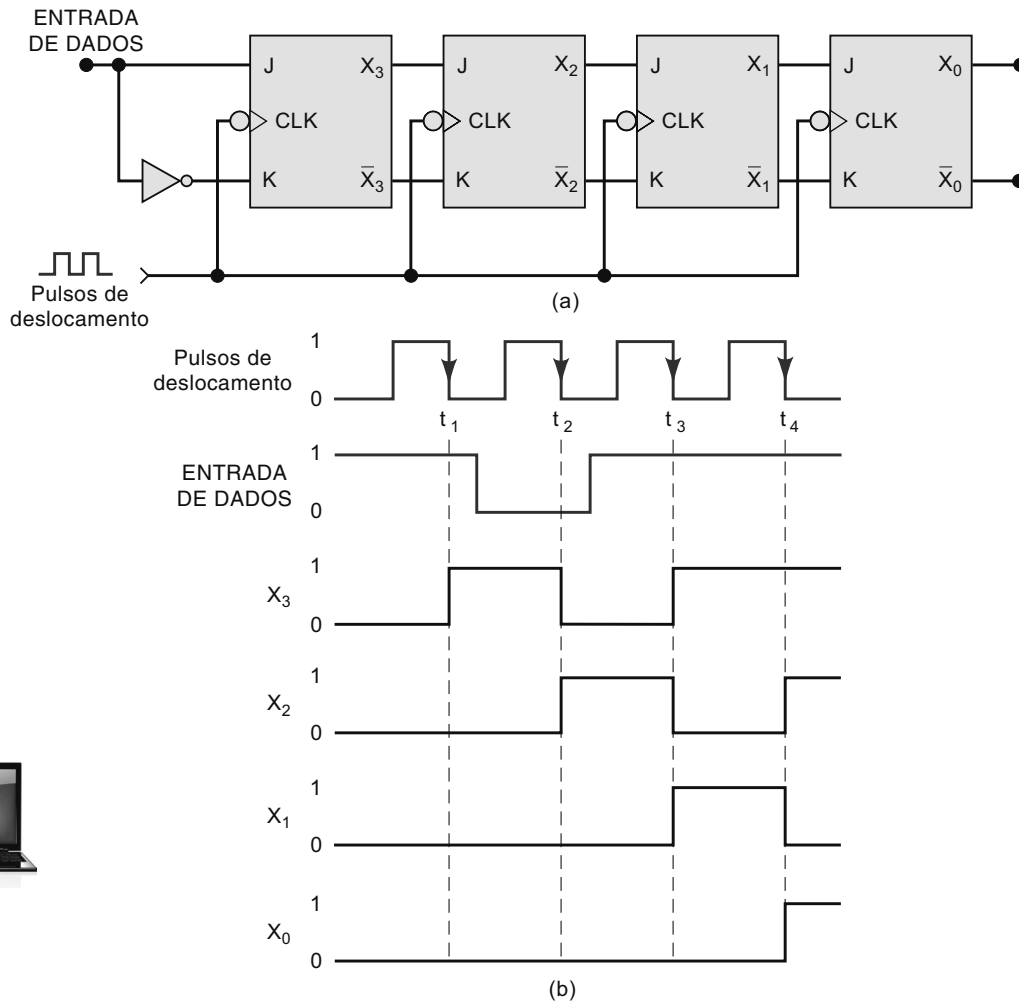 ENTRADA
DE DADOS
J X₃ J X₂ J X₁ J X₀
CLK CLK CLK CLK
K X̅₃ K X̅₂ K X̅₁ K X̅₀
Pulsos de
deslocamento
(a)
Pulsos de
deslocamento
1
0
t₁ t₂ t₃ t₄
ENTRADA
DE DADOS
1
0
X₃
1
0
X₂
1
0
X₁
1
0
X₀
1
0
(b)